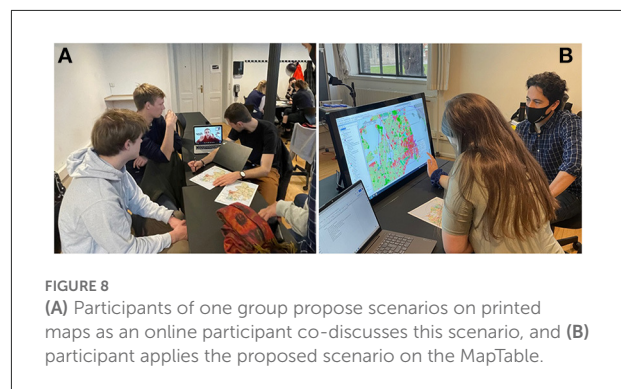 A
B
FIGURE 8
(A) Participants of one group propose scenarios on printed
maps as an online participant co-discusses this scenario, and (B)
participant applies the proposed scenario on the MapTable.